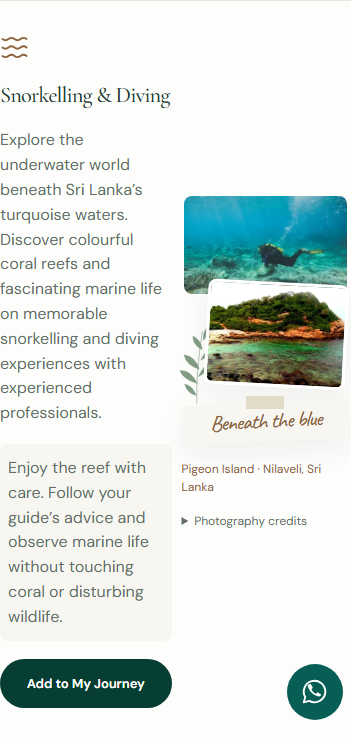 Snorkelling & Diving
Explore the
underwater world
beneath Sri Lanka’s
turquoise waters.
Discover colourful
coral reefs and
fascinating marine life
on memorable
snorkelling and diving
experiences with
experienced
professionals.
Enjoy the reef with
care. Follow your
guide’s advice and
observe marine life
without touching
coral or disturbing
wildlife.
Add to My Journey
Beneath the blue
Pigeon Island · Nilaveli, Sri
Lanka
Photography credits